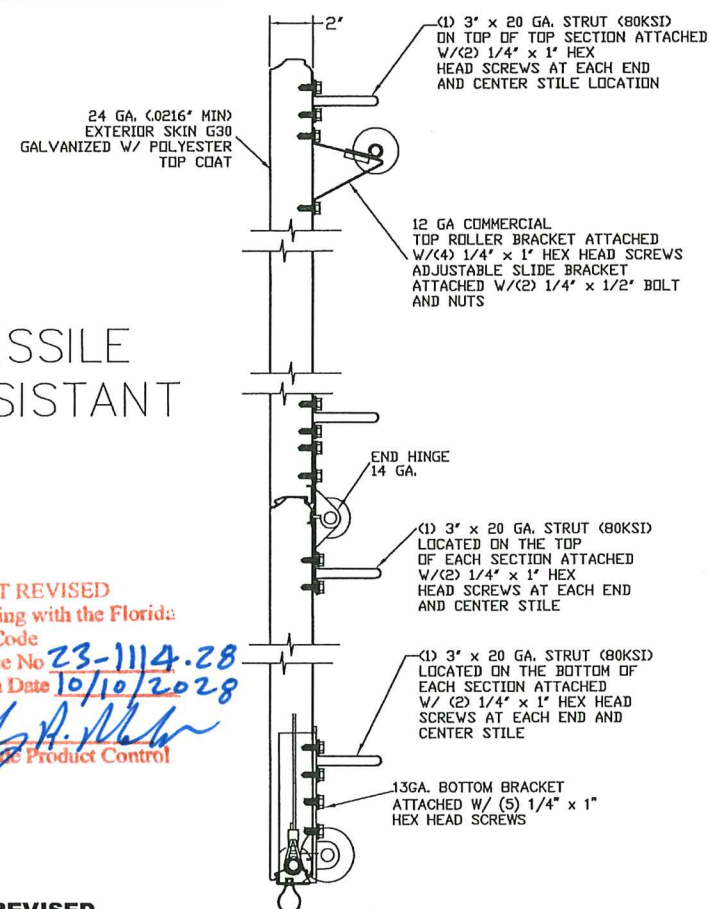 2"
(1) 3" x 20 GA. STRUT (80KSI)
ON TOP OF TOP SECTION ATTACHED
W/(2) 1/4" x 1" HEX
HEAD SCREWS AT EACH END
AND CENTER STILE LOCATION
24 GA. (.0216" MIN)
EXTERIOR SKIN G30
GALVANIZED W/ POLYESTER
TOP COAT
12 GA COMMERCIAL
TOP ROLLER BRACKET ATTACHED
W/(4) 1/4" x 1" HEX HEAD SCREWS
ADJUSTABLE SLIDE BRACKET
ATTACHED W/(2) 1/4" x 1/2" BOLT
AND NUTS
SSILE
SISTANT
END HINGE
14 GA.
(1) 3" x 20 GA. STRUT (80KSI)
LOCATED ON THE TOP
OF EACH SECTION ATTACHED
W/(2) 1/4" x 1" HEX
HEAD SCREWS AT EACH END
AND CENTER STILE
T REVISED
ing with the Florida
Code
e No 23-1114.28
Date 10/10/2028
Product Control
(1) 3" x 20 GA. STRUT (80KSI)
LOCATED ON THE BOTTOM OF
EACH SECTION ATTACHED
W/ (2) 1/4" x 1" HEX HEAD
SCREWS AT EACH END AND
CENTER STILE
13GA. BOTTOM BRACKET
ATTACHED W/ (5) 1/4" x 1"
HEX HEAD SCREWS
REVISED